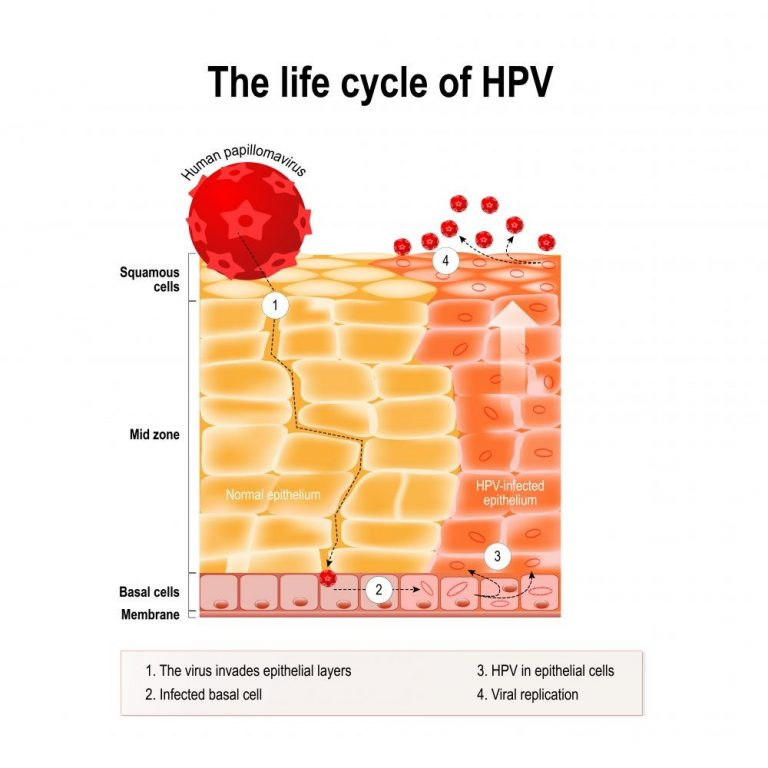 The life cycle of HPV
Human papillomavirus
4
Squamous
cells
1
Mid zone
Normal epithelium
HPV-infected
epithelium
3
Basal cells
2
Membrane
1. The virus invades epithelial layers
2. Infected basal cell
3. HPV in epithelial cells
4. Viral replication